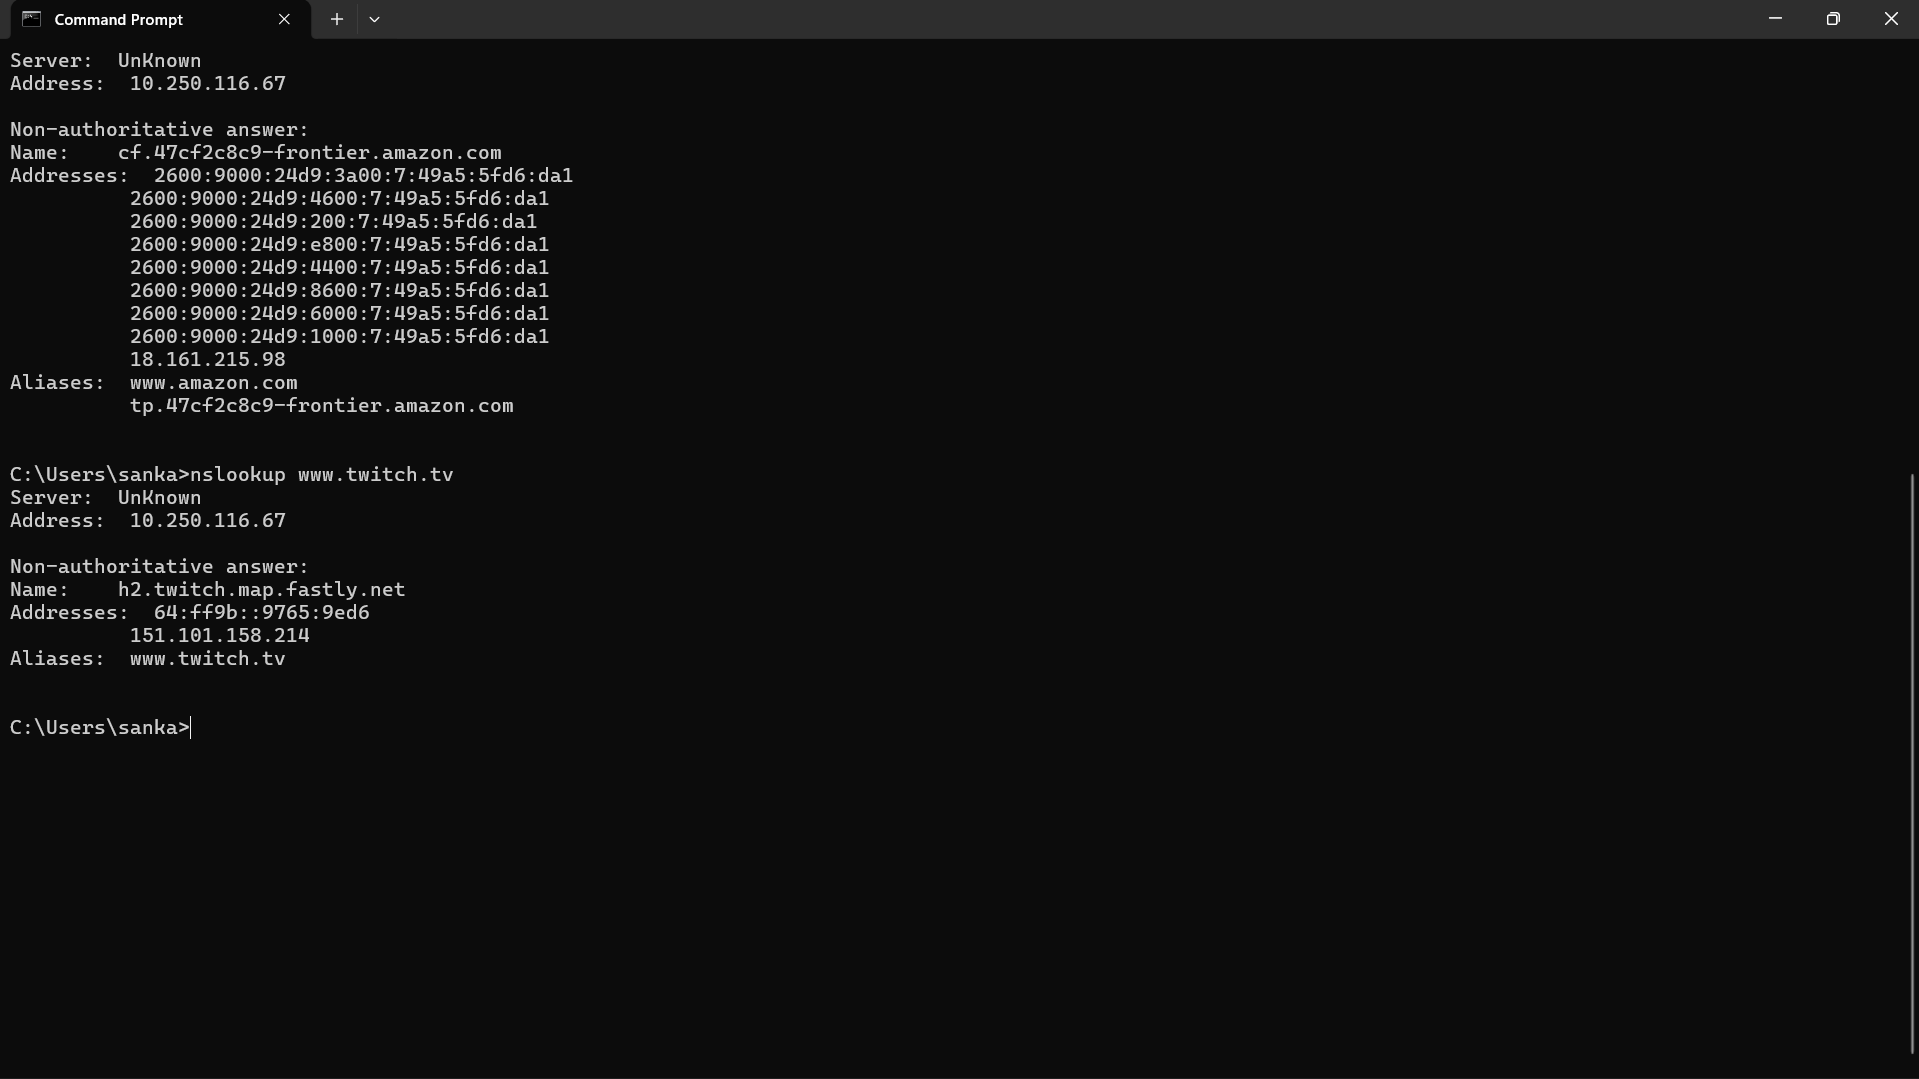 Command Prompt
Server:  UnKnown
Address:  10.250.116.67

Non-authoritative answer:
Name:    cf.47cf2c8c9-frontier.amazon.com
Addresses:  2600:9000:24d9:3a00:7:49a5:5fd6:da1
          2600:9000:24d9:4600:7:49a5:5fd6:da1
          2600:9000:24d9:200:7:49a5:5fd6:da1
          2600:9000:24d9:e800:7:49a5:5fd6:da1
          2600:9000:24d9:4400:7:49a5:5fd6:da1
          2600:9000:24d9:8600:7:49a5:5fd6:da1
          2600:9000:24d9:6000:7:49a5:5fd6:da1
          2600:9000:24d9:1000:7:49a5:5fd6:da1
          18.161.215.98
Aliases:  www.amazon.com
          tp.47cf2c8c9-frontier.amazon.com

C:\Users\sanka>nslookup www.twitch.tv
Server:  UnKnown
Address:  10.250.116.67

Non-authoritative answer:
Name:    h2.twitch.map.fastly.net
Addresses:  64:ff9b::9765:9ed6
          151.101.158.214
Aliases:  www.twitch.tv

C:\Users\sanka>